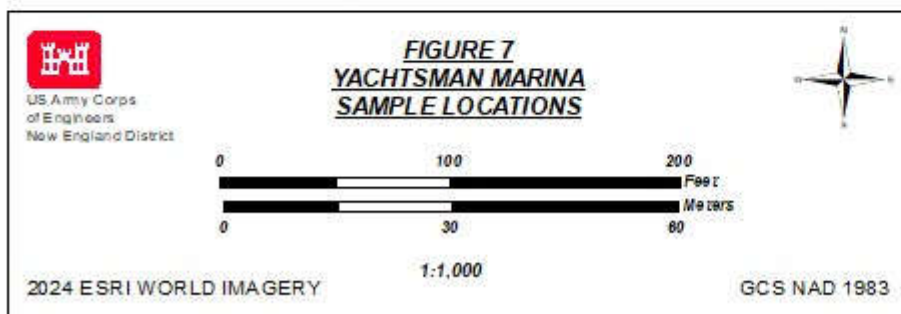 FIGURE 7
YACHTSMAN MARINA
SAMPLE LOCATIONS
US Army Corps
of Engineers
New England District
N
W E
S
0 100 200
Feet
Meters
0 30 60
1:1,000
2024 ESRI WORLD IMAGERY GCS NAD 1983